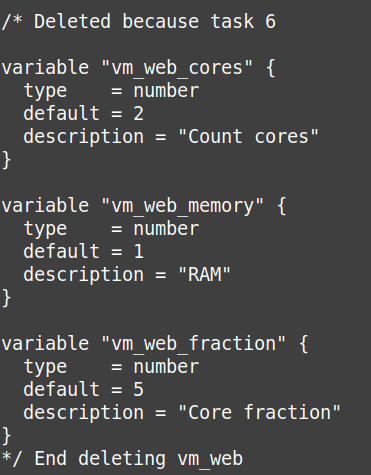 /* Deleted because task 6

variable "vm_web_cores" {
  type    = number
  default = 2
  description = "Count cores"
}

variable "vm_web_memory" {
  type    = number
  default = 1
  description = "RAM"
}

variable "vm_web_fraction" {
  type    = number
  default = 5
  description = "Core fraction"
}
*/ End deleting vm_web